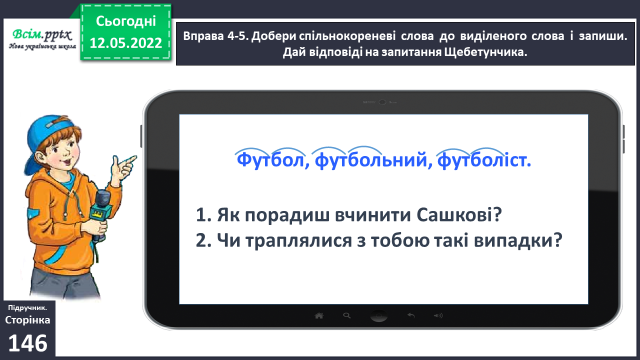 Всім.pptx
Нова українська школа
Сьогодні
12.05.2022
Вправа 4-5. Добери спільнокореневі слова до виділеного слова і запиши.
Дай відповіді на запитання Щебетунчика.
Футбол, футбольний, футболіст.
1. Як порадиш вчинити Сашкові?
2. Чи траплялися з тобою такі випадки?
Підручник.
Сторінка
146